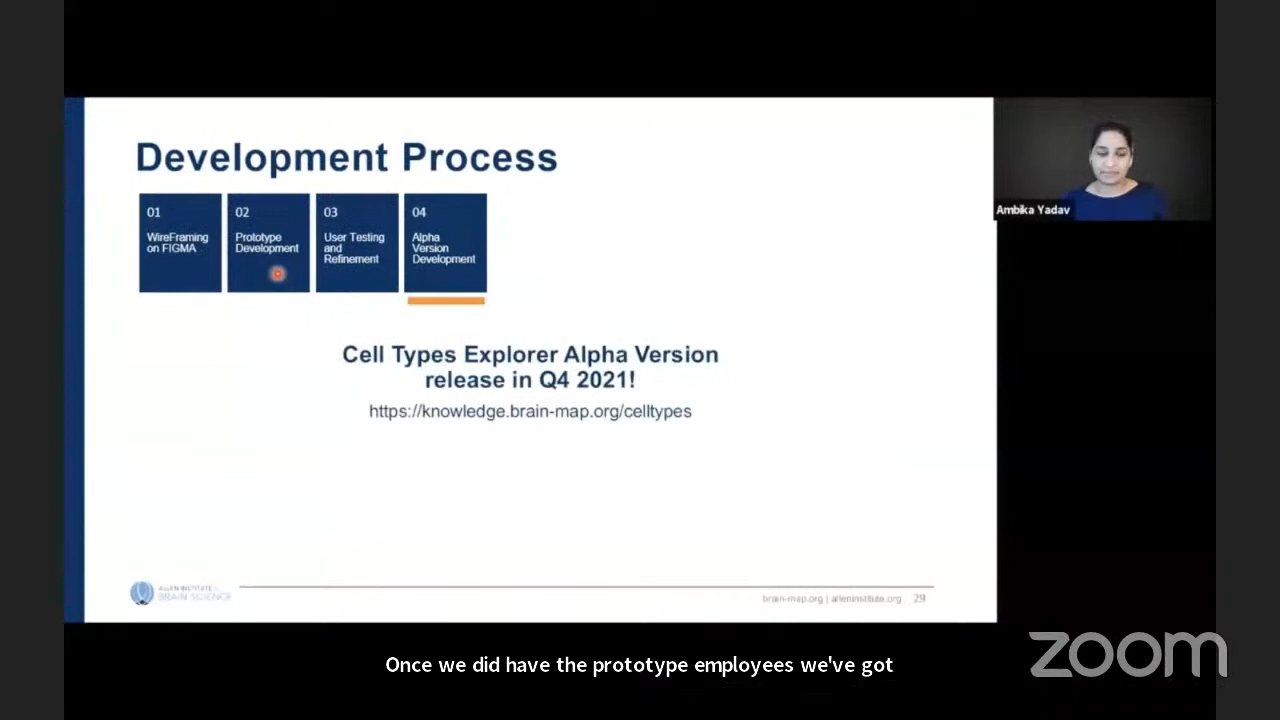 Development Process
01
WireFraming
on FIGMA
02
Prototype
Development
03
User Testing
and
Refinement
04
Alpha
Version
Development
Cell Types Explorer Alpha Version
release in Q4 2021!
https://knowledge.brain-map.org/celltypes
ALLEN INSTITUTE for
BRAIN SCIENCE
brain-map.org | alleninstitute.org 29
Ambika Yadav
Once we did have the prototype employees we've got
zoom